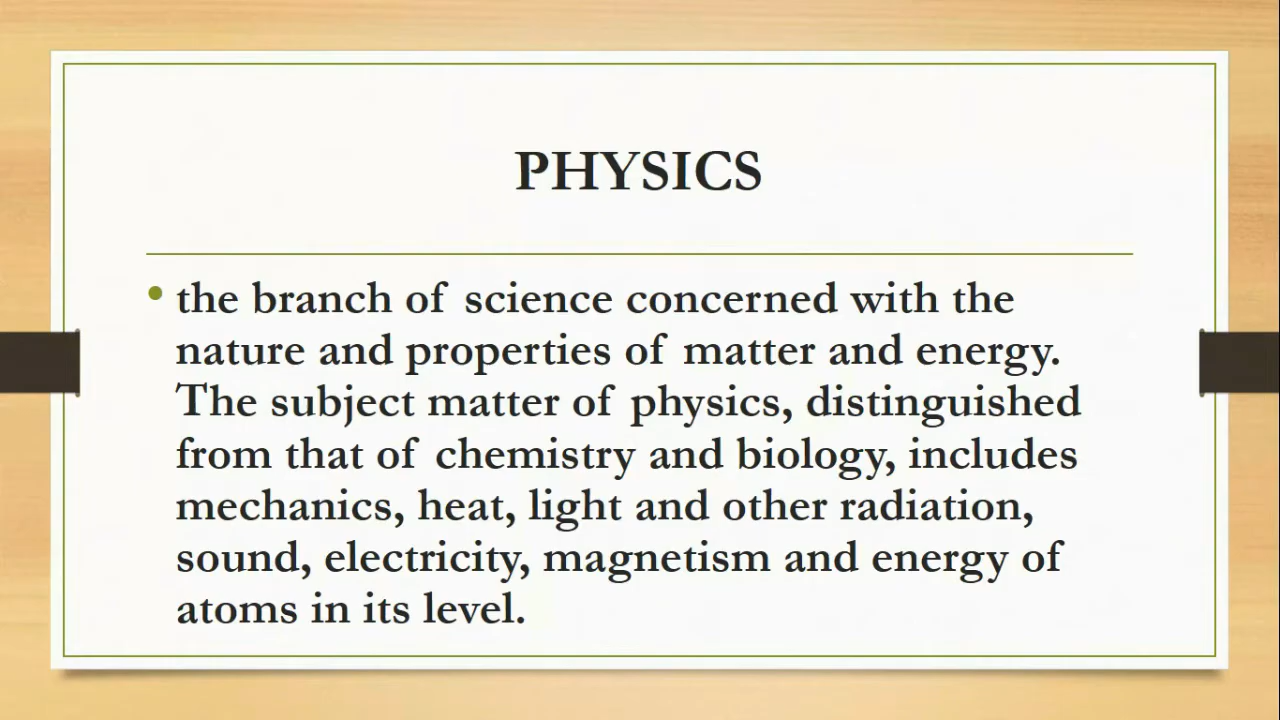 PHYSICS
• the branch of science concerned with the
nature and properties of matter and energy.
The subject matter of physics, distinguished
from that of chemistry and biology, includes
mechanics, heat, light and other radiation,
sound, electricity, magnetism and energy of
atoms in its level.